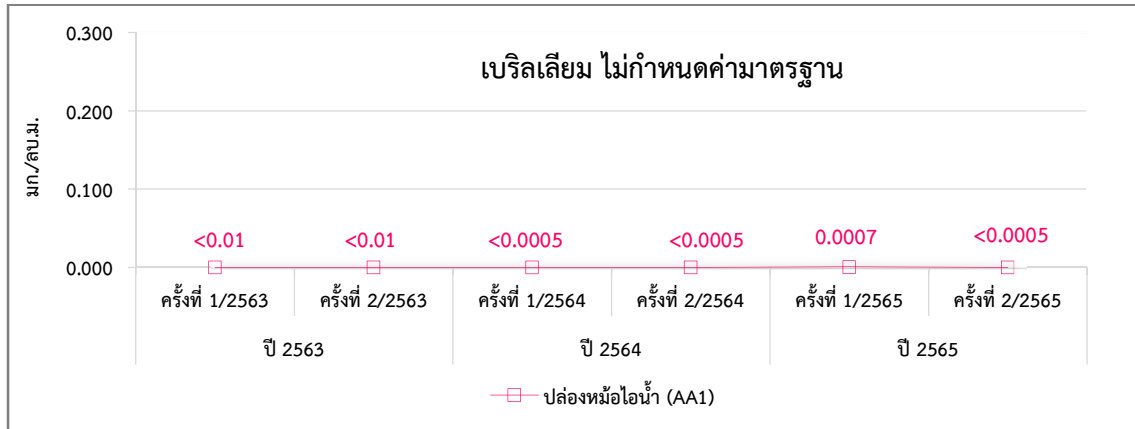 เบริลเลียม ไม่กำหนดค่ามาตรฐาน
มก./ลบ.ม.
0.300
0.200
0.100
0.000
<0.01 <0.01 <0.0005 <0.0005 0.0007 <0.0005
ครั้งที่ 1/2563 ครั้งที่ 2/2563 ครั้งที่ 1/2564 ครั้งที่ 2/2564 ครั้งที่ 1/2565 ครั้งที่ 2/2565
ปี 2563 ปี 2564 ปี 2565
ปล่องหม้อไอน้ำ (AA1)